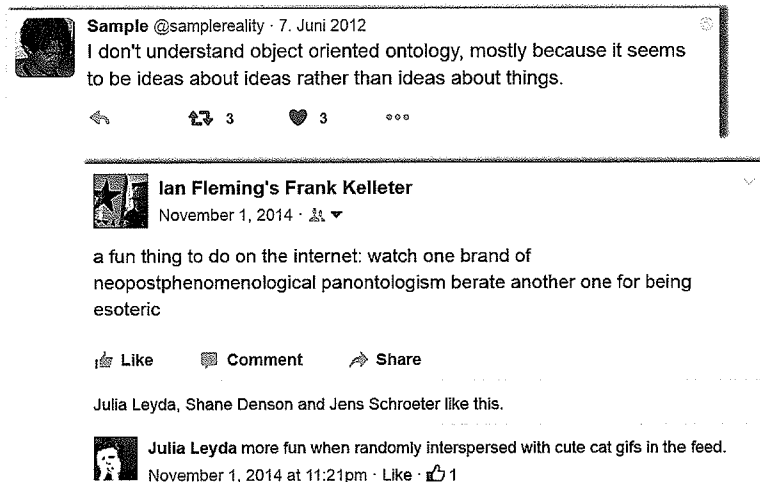 Sample @samplereality · 7. Juni 2012
I don't understand object oriented ontology, mostly because it seems
to be ideas about ideas rather than ideas about things.
3 3
Ian Fleming's Frank Kelleter
November 1, 2014 ·
a fun thing to do on the internet: watch one brand of
neopostphenomenological panontologism berate another one for being
esoteric
Like Comment Share
Julia Leyda, Shane Denson and Jens Schroeter like this.
Julia Leyda more fun when randomly interspersed with cute cat gifs in the feed.
November 1, 2014 at 11:21pm · Like · 1